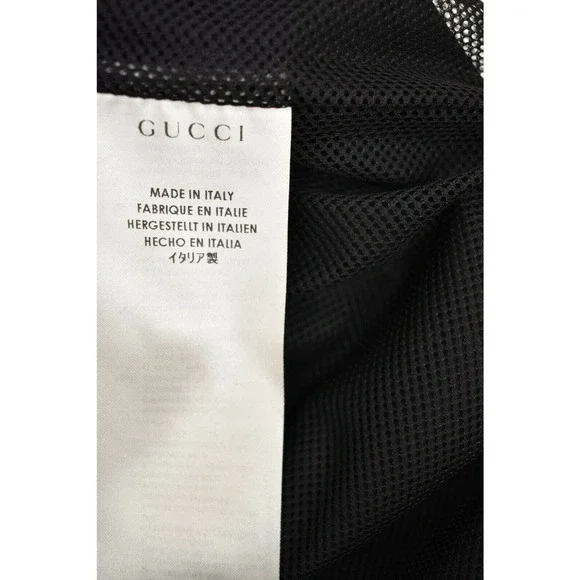 GUCCI
MADE IN ITALY
FABRIQUE EN ITALIE
HERGESTELLT IN ITALIEN
HECHO EN ITALIA
イタリア製